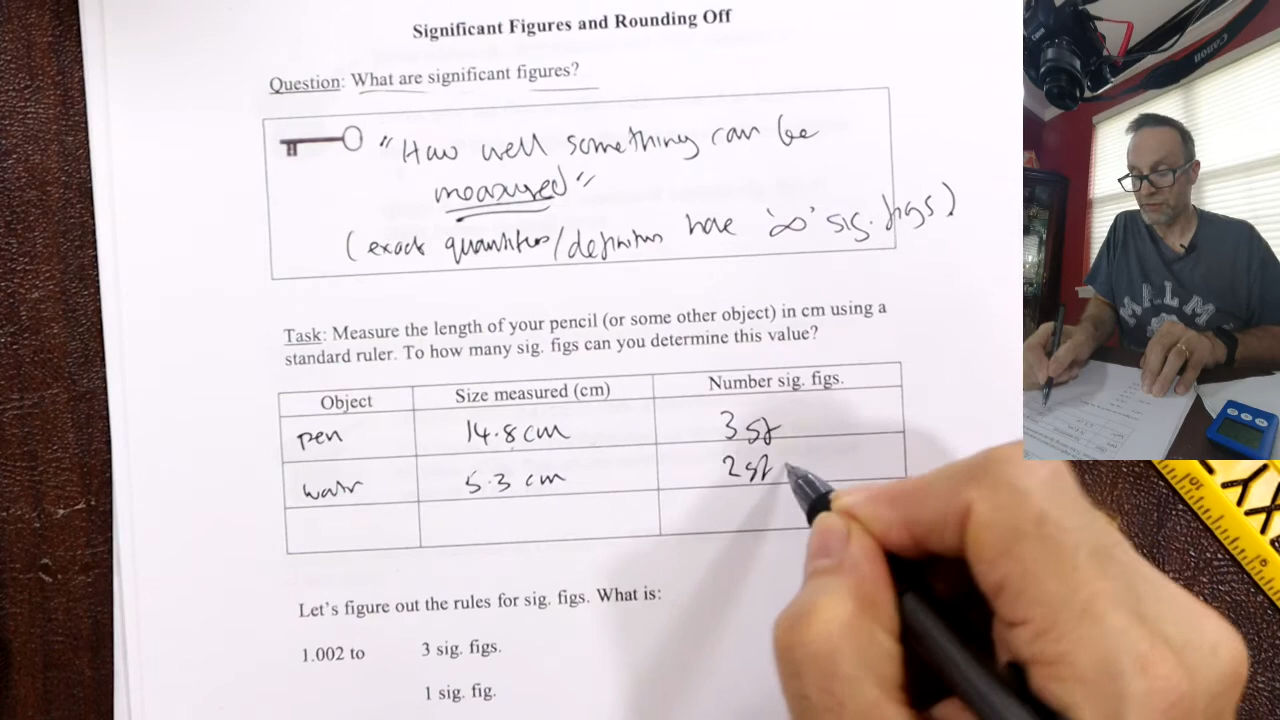 Significant Figures and Rounding Off
Question: What are significant figures?
"How well something can be
measured"
(exact quantities/definitions have '∞' sig. figs)
Task: Measure the length of your pencil (or some other object) in cm using a
standard ruler. To how many sig. figs can you determine this value?
Object Size measured (cm) Number sig. figs.
pen 14.8 cm 3 sf
5.3 cm 2 sf
Let's figure out the rules for sig. figs. What is:
1.002 to 3 sig. figs.
1 sig. fig.
Canon
MALM